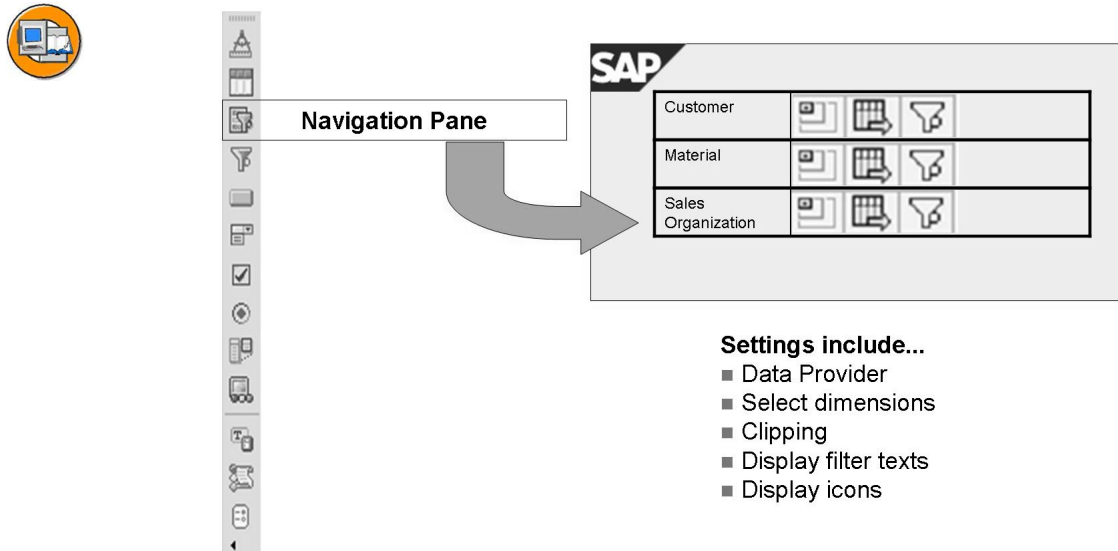 SAP
Navigation Pane
Customer
Material
Sales
Organization
Settings include...
Data Provider
Select dimensions
Clipping
Display filter texts
Display icons